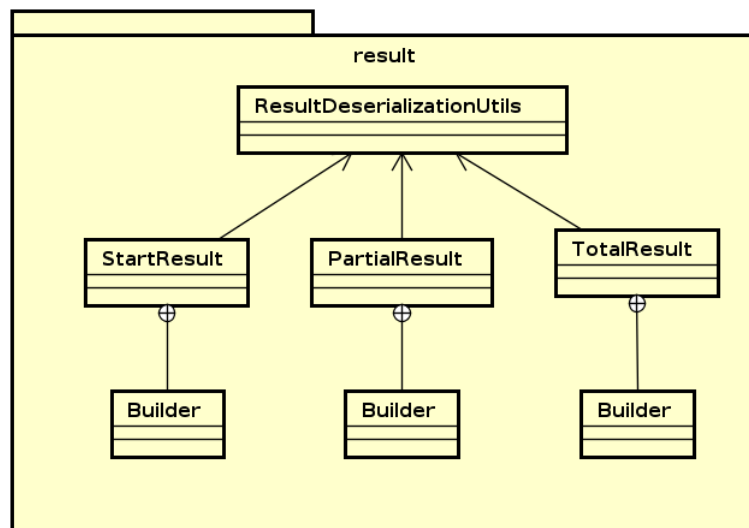 result
ResultDeserializationUtils
StartResult
PartialResult
TotalResult
Builder
Builder
Builder